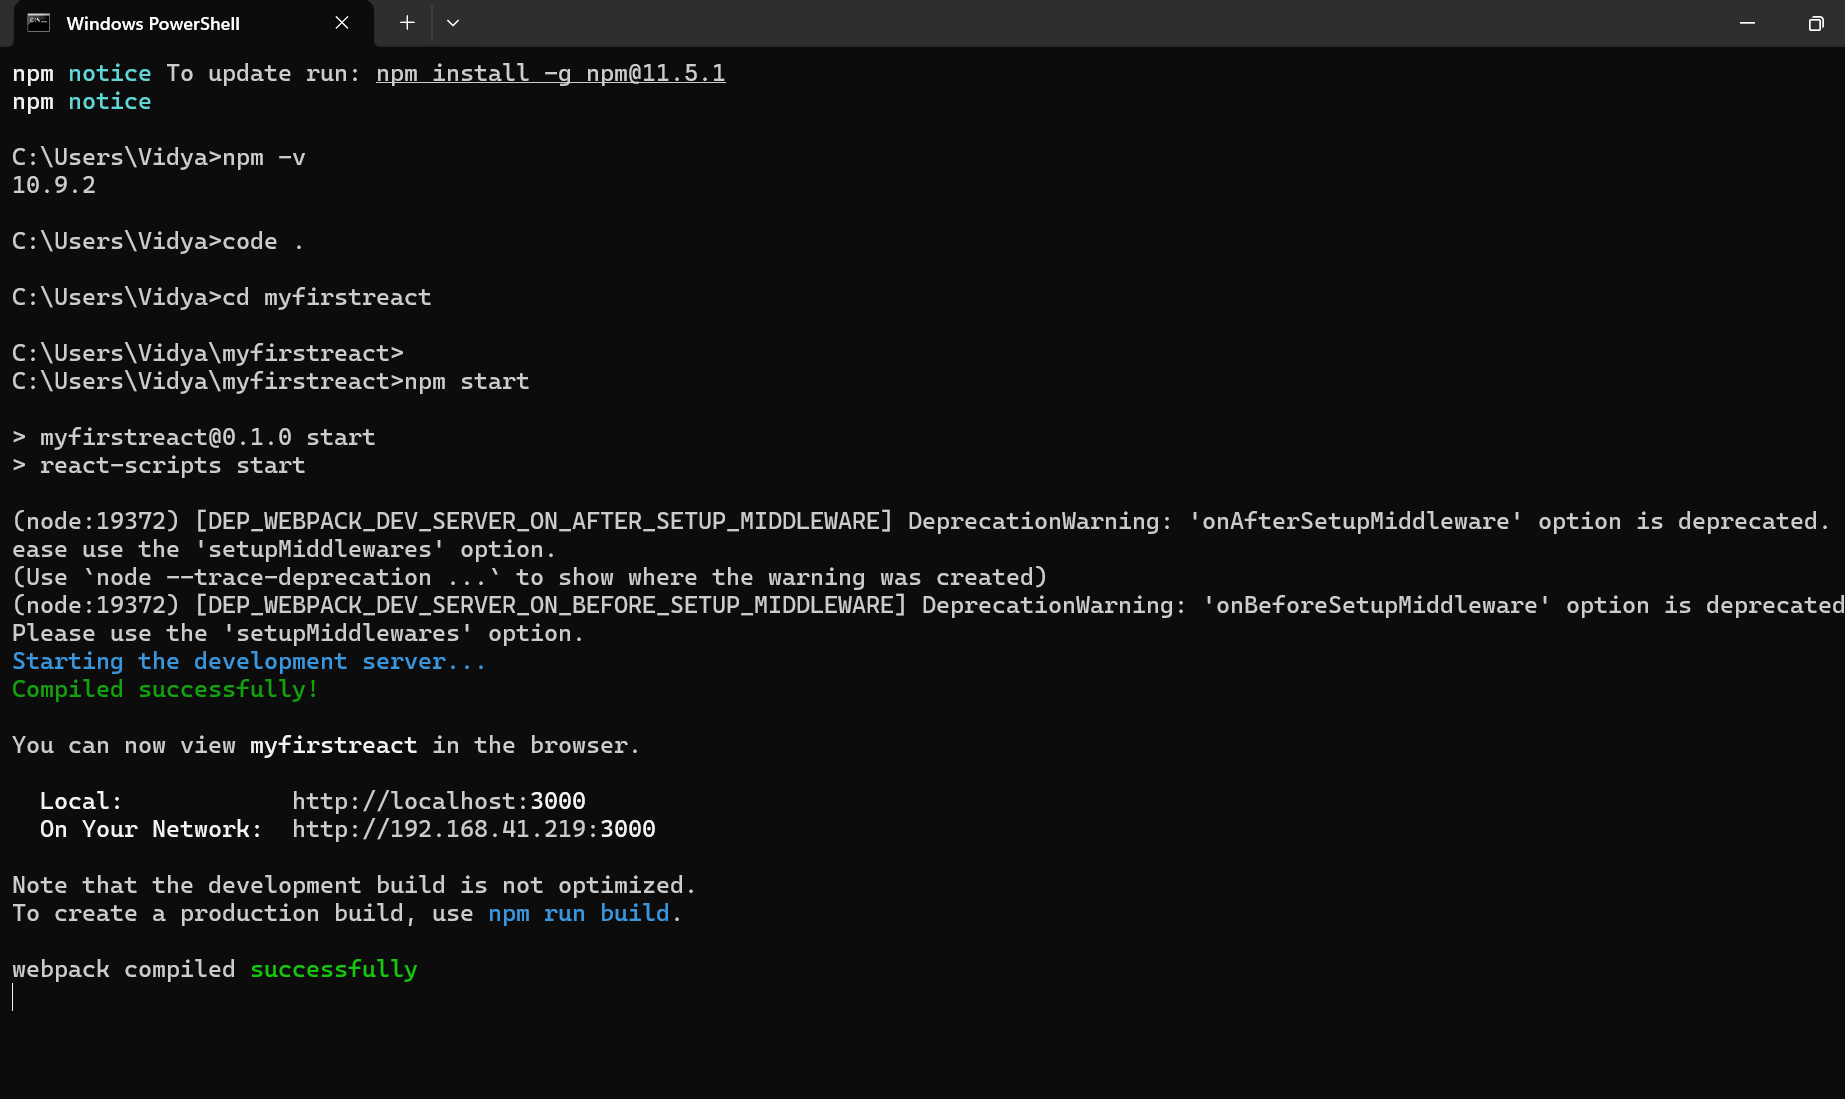 Windows PowerShell
npm notice To update run: npm install -g npm@11.5.1
npm notice
C:\Users\Vidya>npm -v
10.9.2
C:\Users\Vidya>code .
C:\Users\Vidya>cd myfirstreact
C:\Users\Vidya\myfirstreact>
C:\Users\Vidya\myfirstreact>npm start
> myfirstreact@0.1.0 start
> react-scripts start
(node:19372) [DEP_WEBPACK_DEV_SERVER_ON_AFTER_SETUP_MIDDLEWARE] DeprecationWarning: 'onAfterSetupMiddleware' option is deprecated.
ease use the 'setupMiddlewares' option.
(Use `node --trace-deprecation ...` to show where the warning was created)
(node:19372) [DEP_WEBPACK_DEV_SERVER_ON_BEFORE_SETUP_MIDDLEWARE] DeprecationWarning: 'onBeforeSetupMiddleware' option is deprecated
Please use the 'setupMiddlewares' option.
Starting the development server...
Compiled successfully!
You can now view myfirstreact in the browser.
Local: http://localhost:3000
On Your Network: http://192.168.41.219:3000
Note that the development build is not optimized.
To create a production build, use npm run build.
webpack compiled successfully